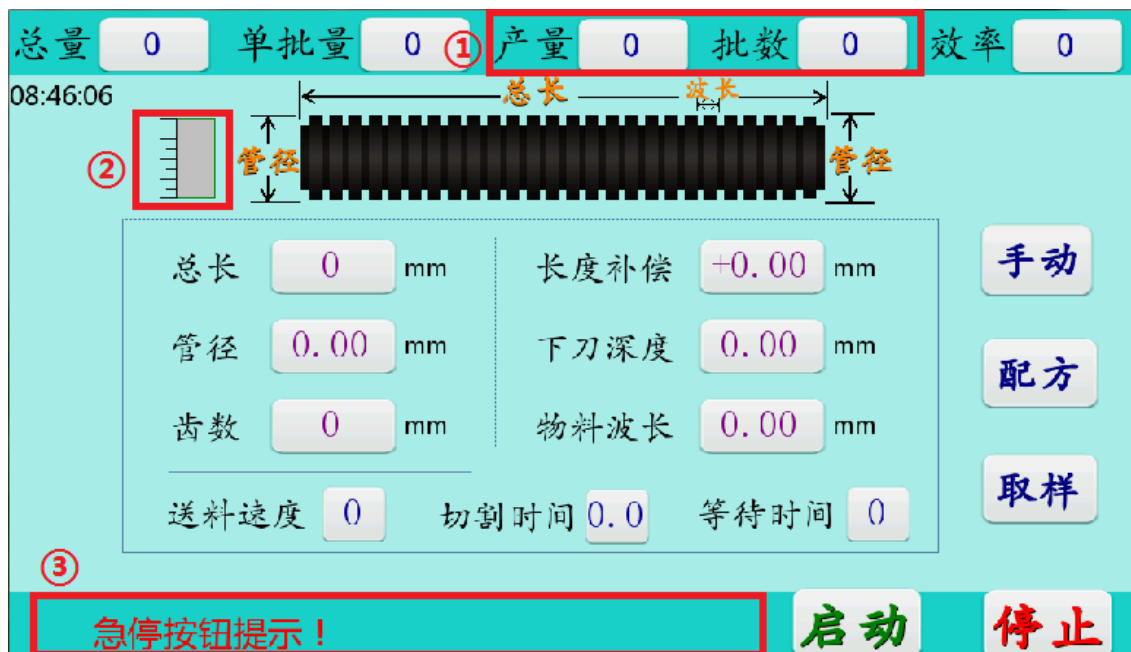 总量 0 单批量 0 ① 产量 0 批数 0 效率 0
08:46:06
总长 波长
② 管径 管径
总长 0 mm 长度补偿 +0.00 mm
手动
管径 0.00 mm 下刀深度 0.00 mm
配方
齿数 0 mm 物料波长 0.00 mm
取样
送料速度 0 切割时间 0.0 等待时间 0
③
急停按钮提示！ 启动 停止